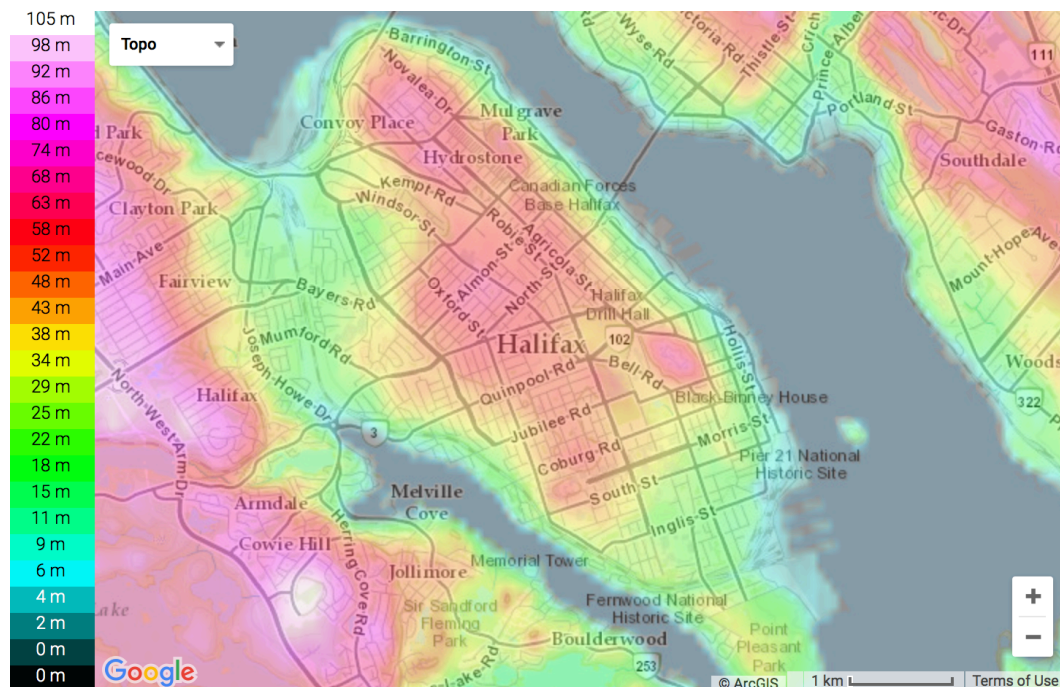 105 m
98 m
92 m
86 m
80 m
74 m
68 m
63 m
58 m
52 m
48 m
43 m
38 m
34 m
29 m
25 m
22 m
18 m
15 m
11 m
9 m
6 m
4 m
2 m
0 m
0 m
Topo
Barrington-St
Novalea-Dr
Convoy Place
Mulgrave
Park
Hydrostone
Wyse-Rd
Victoria-Rd
Thistle-St
Prince
Portland-St
111
Gaston-Ro
Southdale
Park
Clayton Park
Kempt-Rd
Windsor-St
Canadian Forces
Base Halifax
Robie-St
Agricola-St
Main-Ave
Fairview
Almon-St
North-St
Oxford-St
Bayers-Rd
Mumford-Rd
Joseph-Howe-Dr
Halifax
Drill Hall
Halifax
102
Hollis-St
Mount-Hope-Ave
Woods
322
Quinpool-Rd
Bell-Rd
Black-Binney House
Halifax
North-West-Arm-Dr
3
Jubilee-Rd
Morris-St
Coburg-Rd
South-St
Pier 21 National
Historic Site
Melville
Cove
Armdale
Inglis-St
Cowie Hill
Herring-Cove-Rd
Memorial Tower
Jollimore
Lake
Sir Sandford
Fleming
Park
Fernwood National
Historic Site
Boulderwood
Point
Pleasant
Park
253
Google
© ArcGIS
1 km
Terms of Use